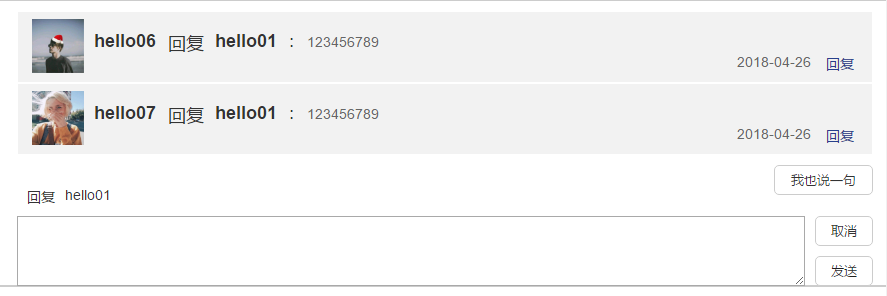 hello06 回复 hello01 : 123456789
2018-04-26 回复
hello07 回复 hello01 : 123456789
2018-04-26 回复
我也说一句
回复 hello01
取消
发送